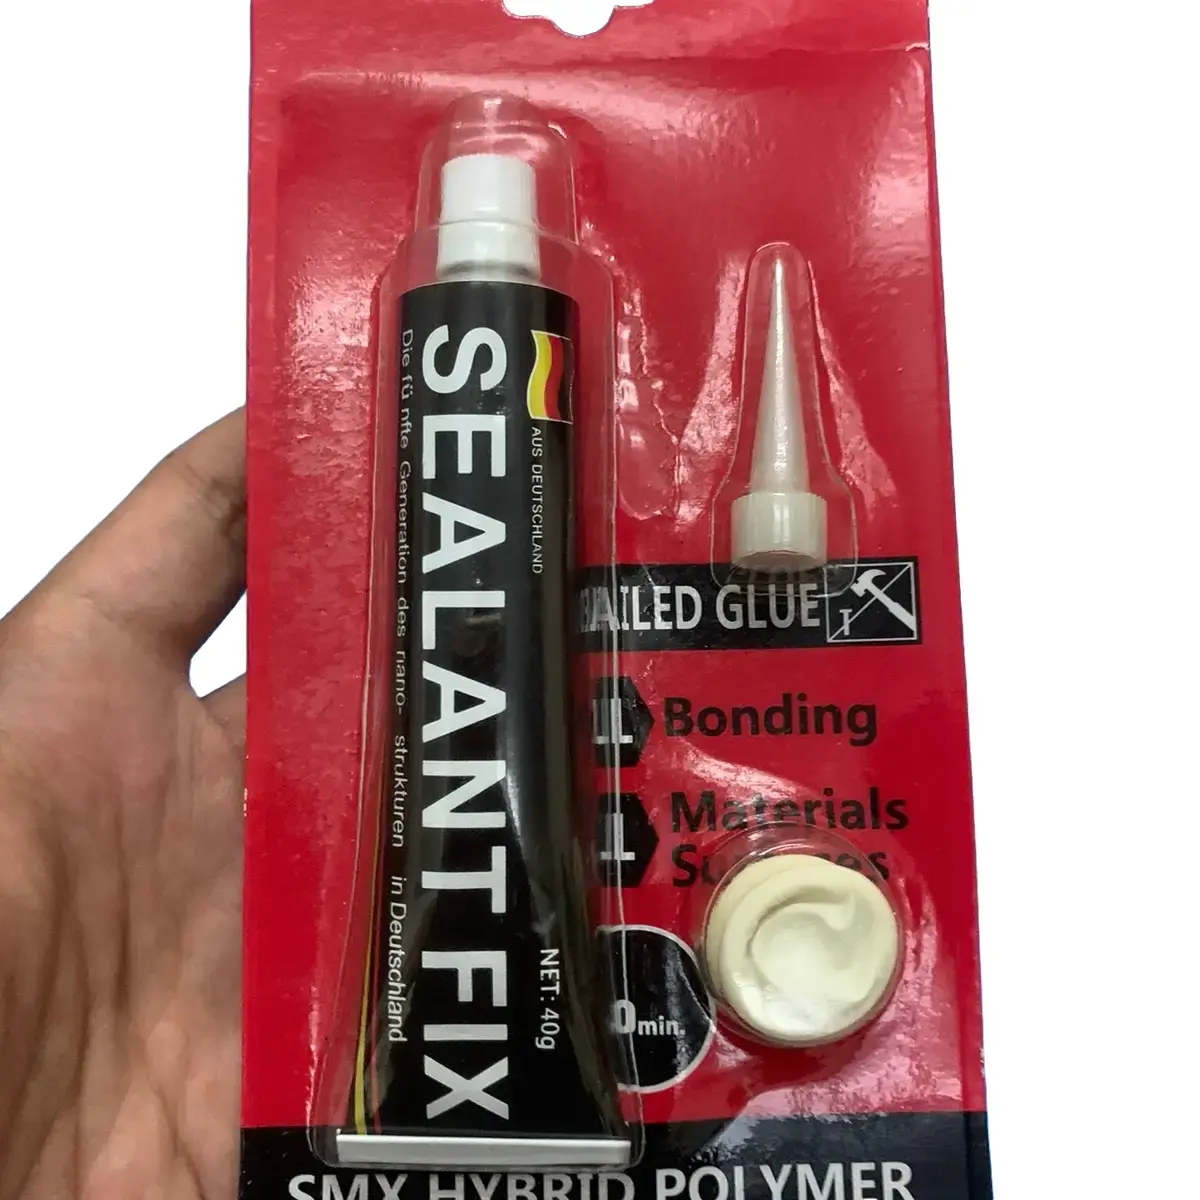 SEALANT FIX
AUS DEUTSCHLAND
Die fü nfte Generation des nano- strukturen in Deutschland
NET: 40g
AILED GLUE
Bonding
Materials
min.
SMX HYBRID POLYMER